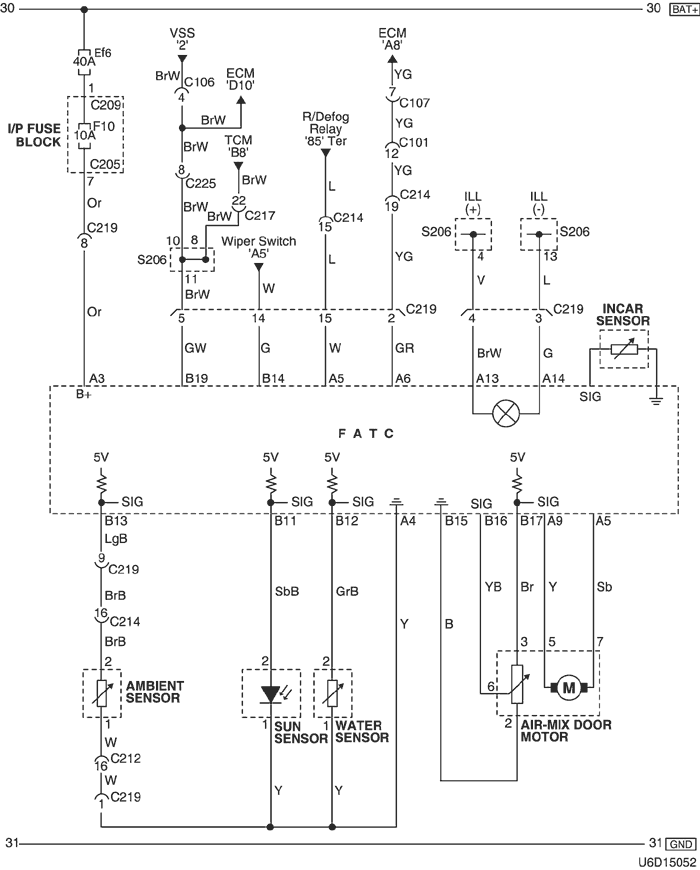 30 30 BAT+
VSS '2'
ECM 'A8'
Ef6
40A
BrW C106
4
ECM 'D10'
YG
7
C107
1
C209
I/P FUSE BLOCK
F10
10A
C205
BrW
BrW
TCM 'B8'
R/Defog Relay '85' Ter
YG
C101
12
YG
7
Or
8
C225
BrW
22
C217
L
C214
19
ILL (+)
ILL (-)
C219
8
BrW
BrW
15
C214
S206
S206
10 8
S206
Wiper Switch 'A5'
YG
4
13
11
BrW
W
L
V
L
Or
5
14
15
2
C219
4
3
C219
INCAR SENSOR
GW
G
W
GR
BrW
G
A3
B19
B14
A5
A6
A13
A14
B+
SIG
F A T C
5V
5V
5V
5V
SIG
SIG
SIG
SIG
SIG
B13
B11
B12
A4
B15
B16
B17
A9
A5
LgB
9
C219
BrB
SbB
GrB
YB
Br
Y
Sb
16
C214
BrB
Y
B
3
5
7
2
2
2
AMBIENT SENSOR
6
M
1
1
SUN SENSOR
1
WATER SENSOR
2
AIR-MIX DOOR MOTOR
W
C212
16
W
C219
1
Y
Y
31 31 GND
U6D15052